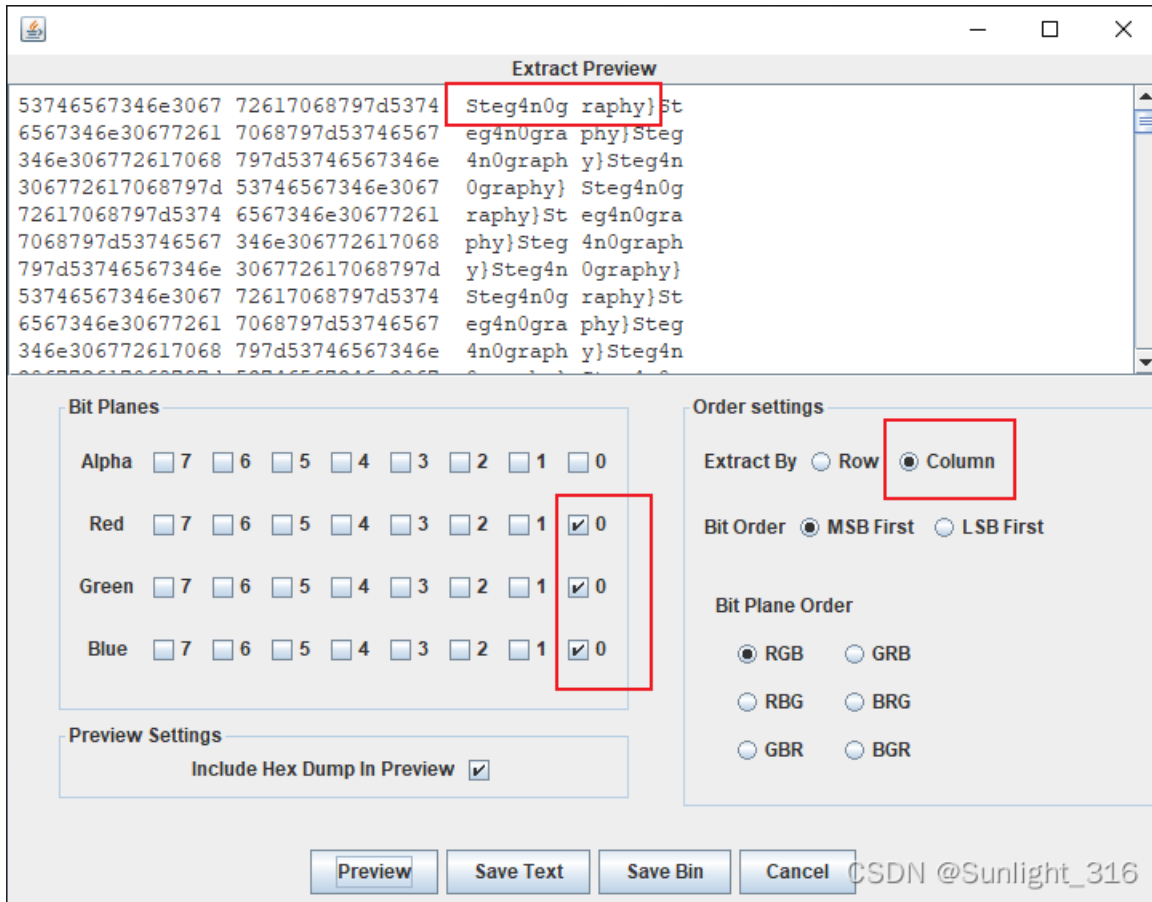 Extract Preview
53746567346e3067 72617068797d5374 Steg4n0g raphy}St
6567346e30677261 7068797d53746567 eg4n0gra phy}Steg
346e306772617068 797d53746567346e 4n0graph y}Steg4n
306772617068797d 53746567346e3067 0graphy} Steg4n0g
72617068797d5374 6567346e30677261 raphy}St eg4n0gra
7068797d53746567 346e306772617068 phy}Steg 4n0graph
797d53746567346e 306772617068797d y}Steg4n 0graphy}
53746567346e3067 72617068797d5374 Steg4n0g raphy}St
6567346e30677261 7068797d53746567 eg4n0gra phy}Steg
346e306772617068 797d53746567346e 4n0graph y}Steg4n
Bit Planes
Alpha 7 6 5 4 3 2 1 0
Red 7 6 5 4 3 2 1 0
Green 7 6 5 4 3 2 1 0
Blue 7 6 5 4 3 2 1 0
Preview Settings
Include Hex Dump In Preview
Order settings
Extract By Row Column
Bit Order MSB First LSB First
Bit Plane Order
RGB GRB
RBG BRG
GBR BGR
Preview Save Text Save Bin Cancel
CSDN @Sunlight_316